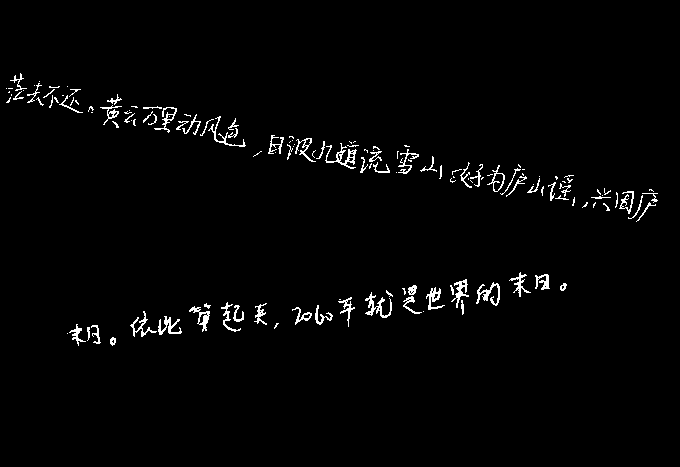 茫去不还。黄云万里动风色,白波九道流雪山。好为庐山谣,兴因庐
末日。依此算起来,2060年就是世界的末日。